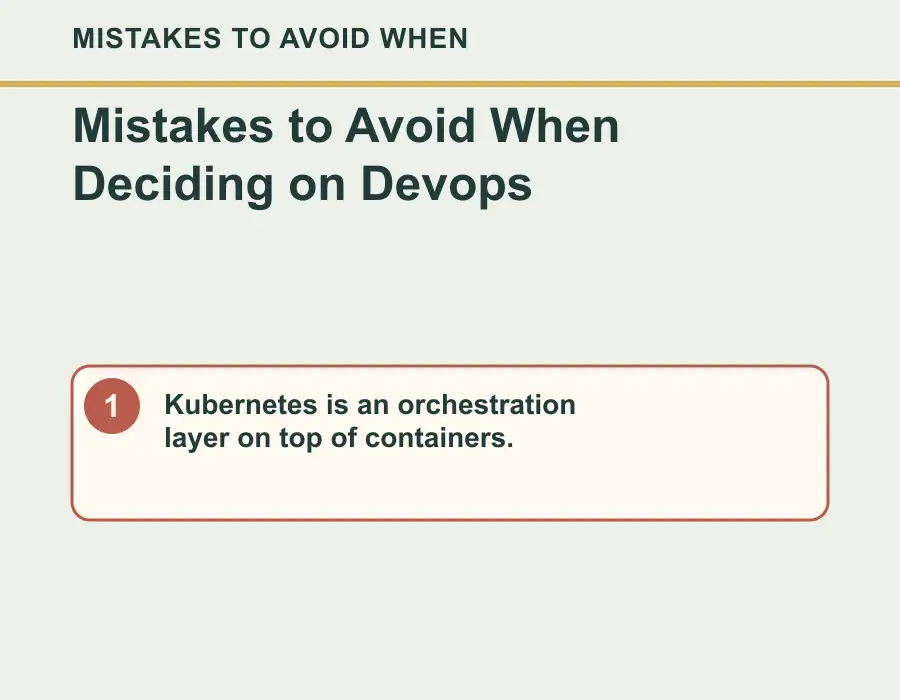 MISTAKES TO AVOID WHEN
Mistakes to Avoid When
Deciding on Devops
1
Kubernetes is an orchestration
layer on top of containers.